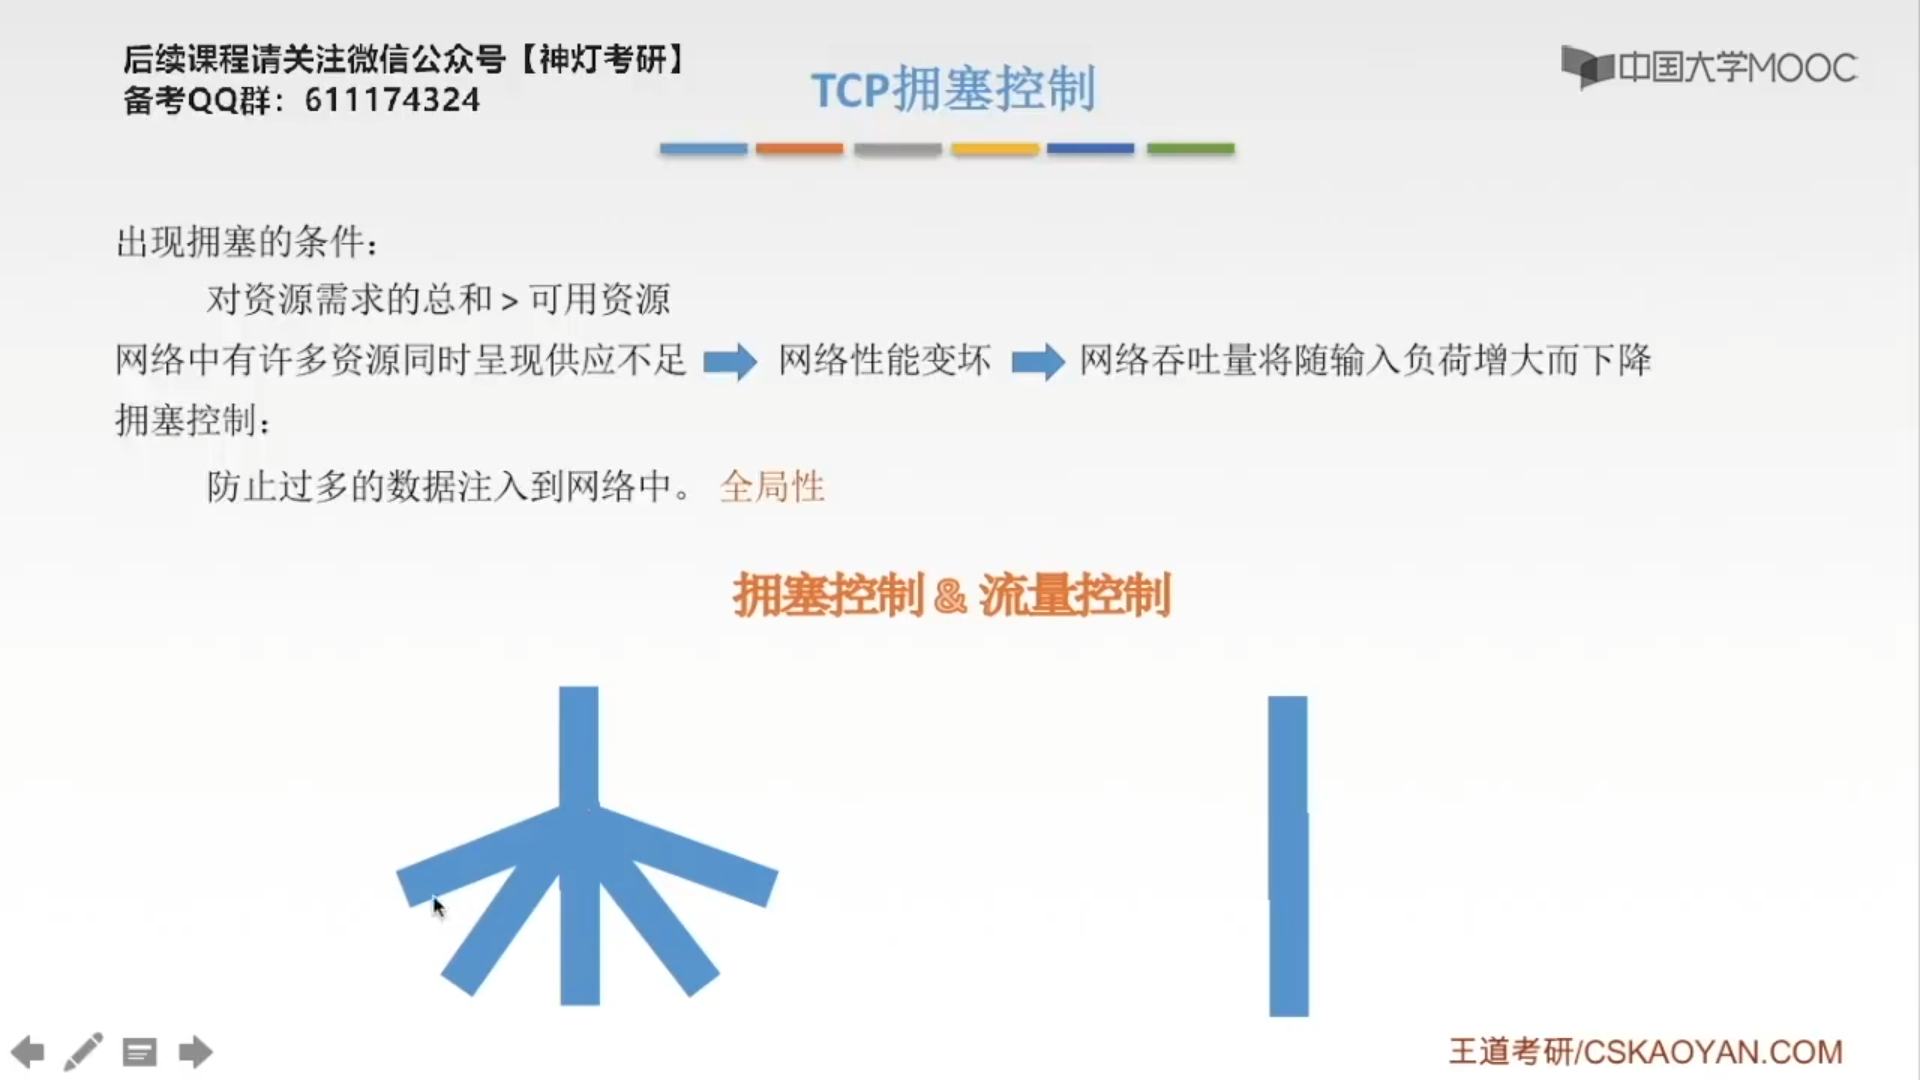 后续课程请关注微信公众号【神灯考研】
备考QQ群：611174324
中国大学MOOC
TCP拥塞控制
出现拥塞的条件：
对资源需求的总和 > 可用资源
网络中有许多资源同时呈现供应不足 网络性能变坏 网络吞吐量将随输入负荷增大而下降
拥塞控制：
防止过多的数据注入到网络中。 全局性
拥塞控制 & 流量控制
王道考研/CSKAOYAN.COM